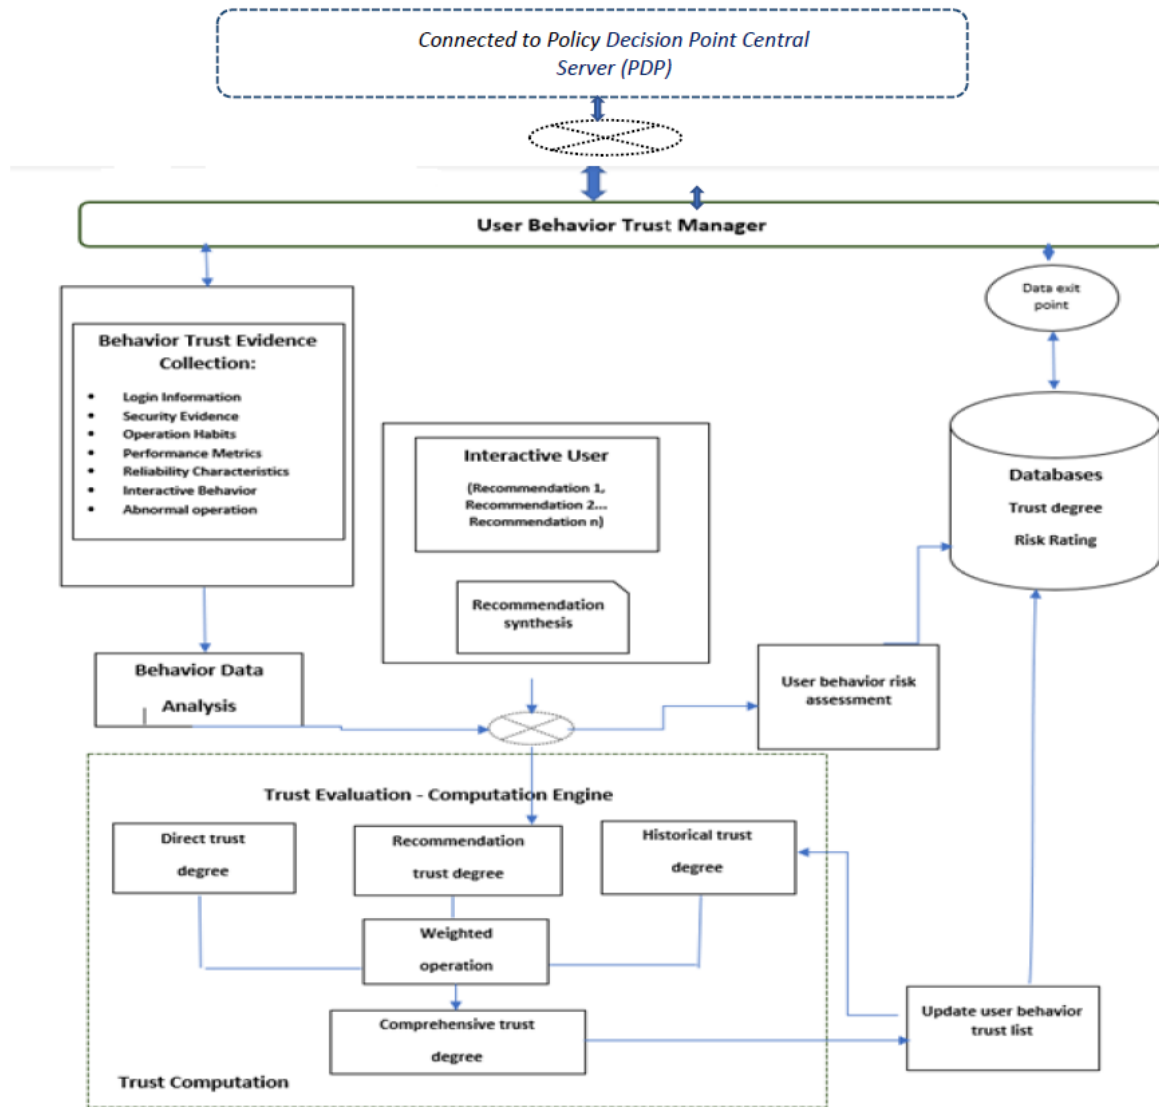 Connected to Policy Decision Point Central
Server (PDP)
User Behavior Trust Manager
Data exit
point
Behavior Trust Evidence
Collection:
• Login Information
• Security Evidence
• Operation Habits
• Performance Metrics
• Reliability Characteristics
• Interactive Behavior
• Abnormal operation
Interactive User
(Recommendation 1,
Recommendation 2...
Recommendation n)
Recommendation
synthesis
Databases
Trust degree
Risk Rating
Behavior Data
Analysis
User behavior risk
assessment
Trust Evaluation - Computation Engine
Direct trust
degree
Recommendation
trust degree
Historical trust
degree
Weighted
operation
Comprehensive trust
degree
Update user behavior
trust list
Trust Computation